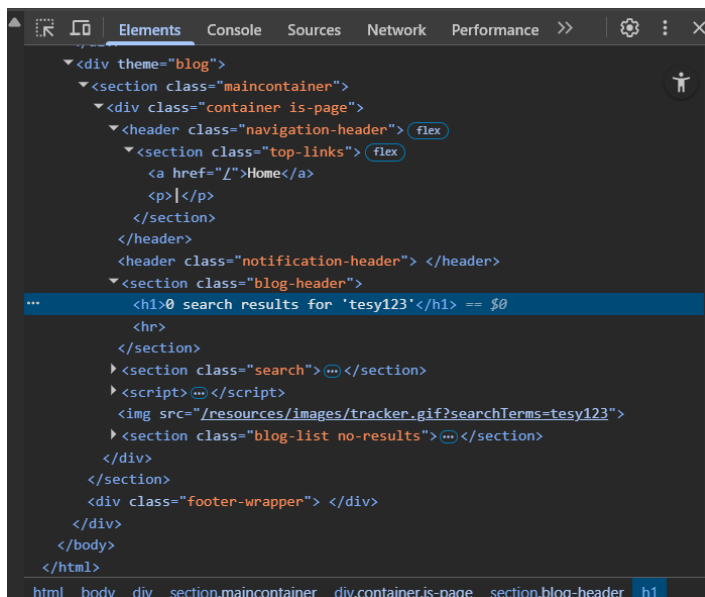 Elements Console Sources Network Performance
<div theme="blog">
<section class="maincontainer">
<div class="container is-page">
<header class="navigation-header"> flex
<section class="top-links"> flex
<a href="/">Home</a>
<p>|</p>
</section>
</header>
<header class="notification-header"> </header>
<section class="blog-header">
… <h1>0 search results for 'tesy123'</h1> == $0
<hr>
</section>
<section class="search"> … </section>
<script> … </script>
<img src="/resources/images/tracker.gif?searchTerms=tesy123">
<section class="blog-list no-results"> … </section>
</div>
</section>
<div class="footer-wrapper"> </div>
</div>
</body>
</html>
html body div section.maincontainer div.container.is-page section.blog-header h1